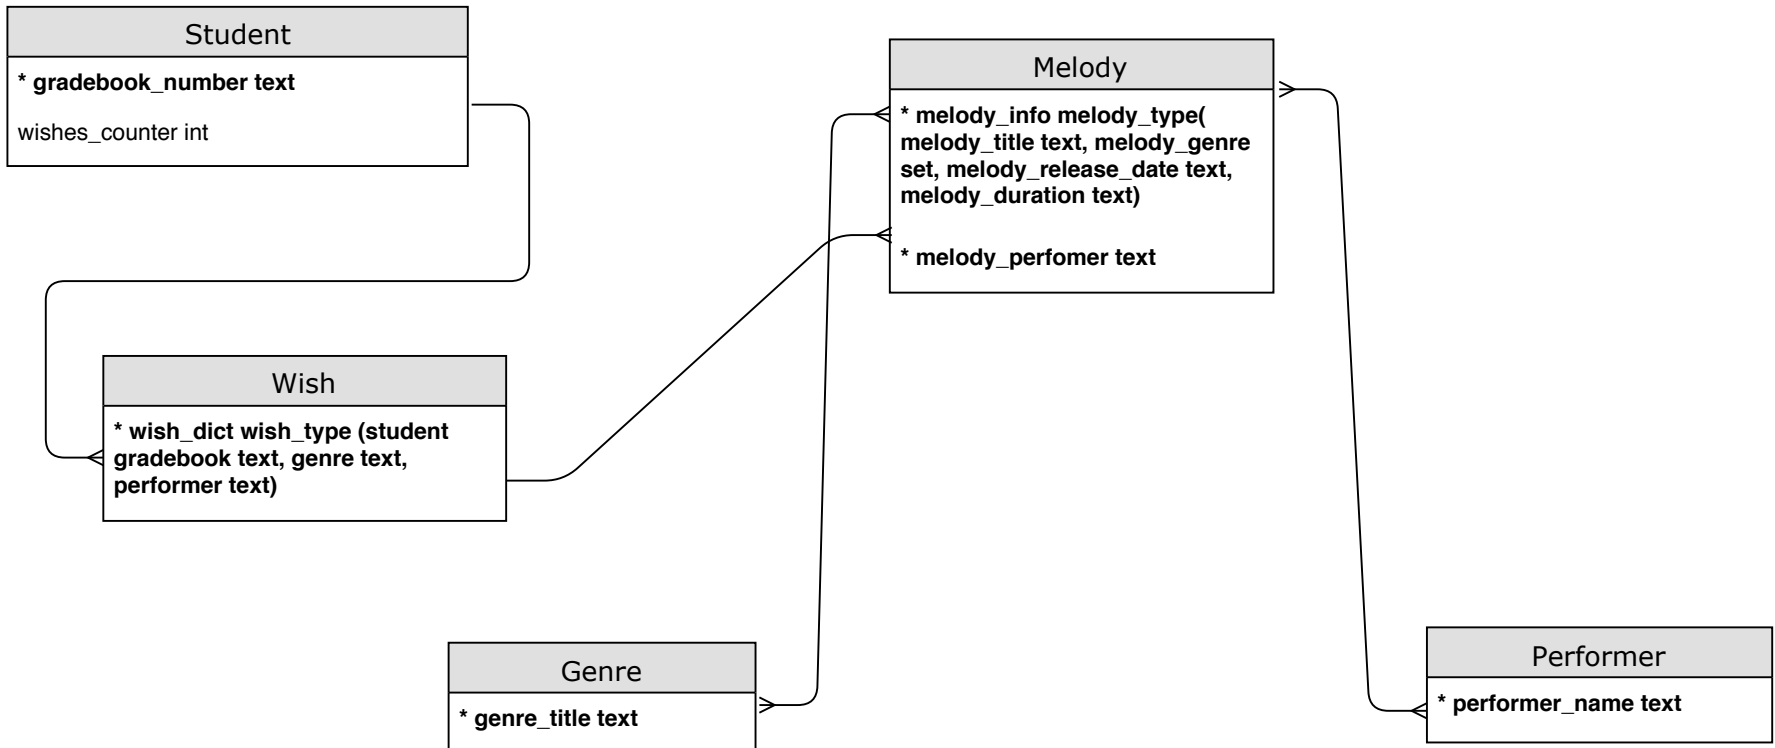 Student
* gradebook_number text
wishes_counter int
Melody
* melody_info melody_type(
melody_title text, melody_genre
set, melody_release_date text,
melody_duration text)
* melody_perfomer text
Wish
* wish_dict wish_type (student
gradebook text, genre text,
performer text)
Genre
* genre_title text
Performer
* performer_name text